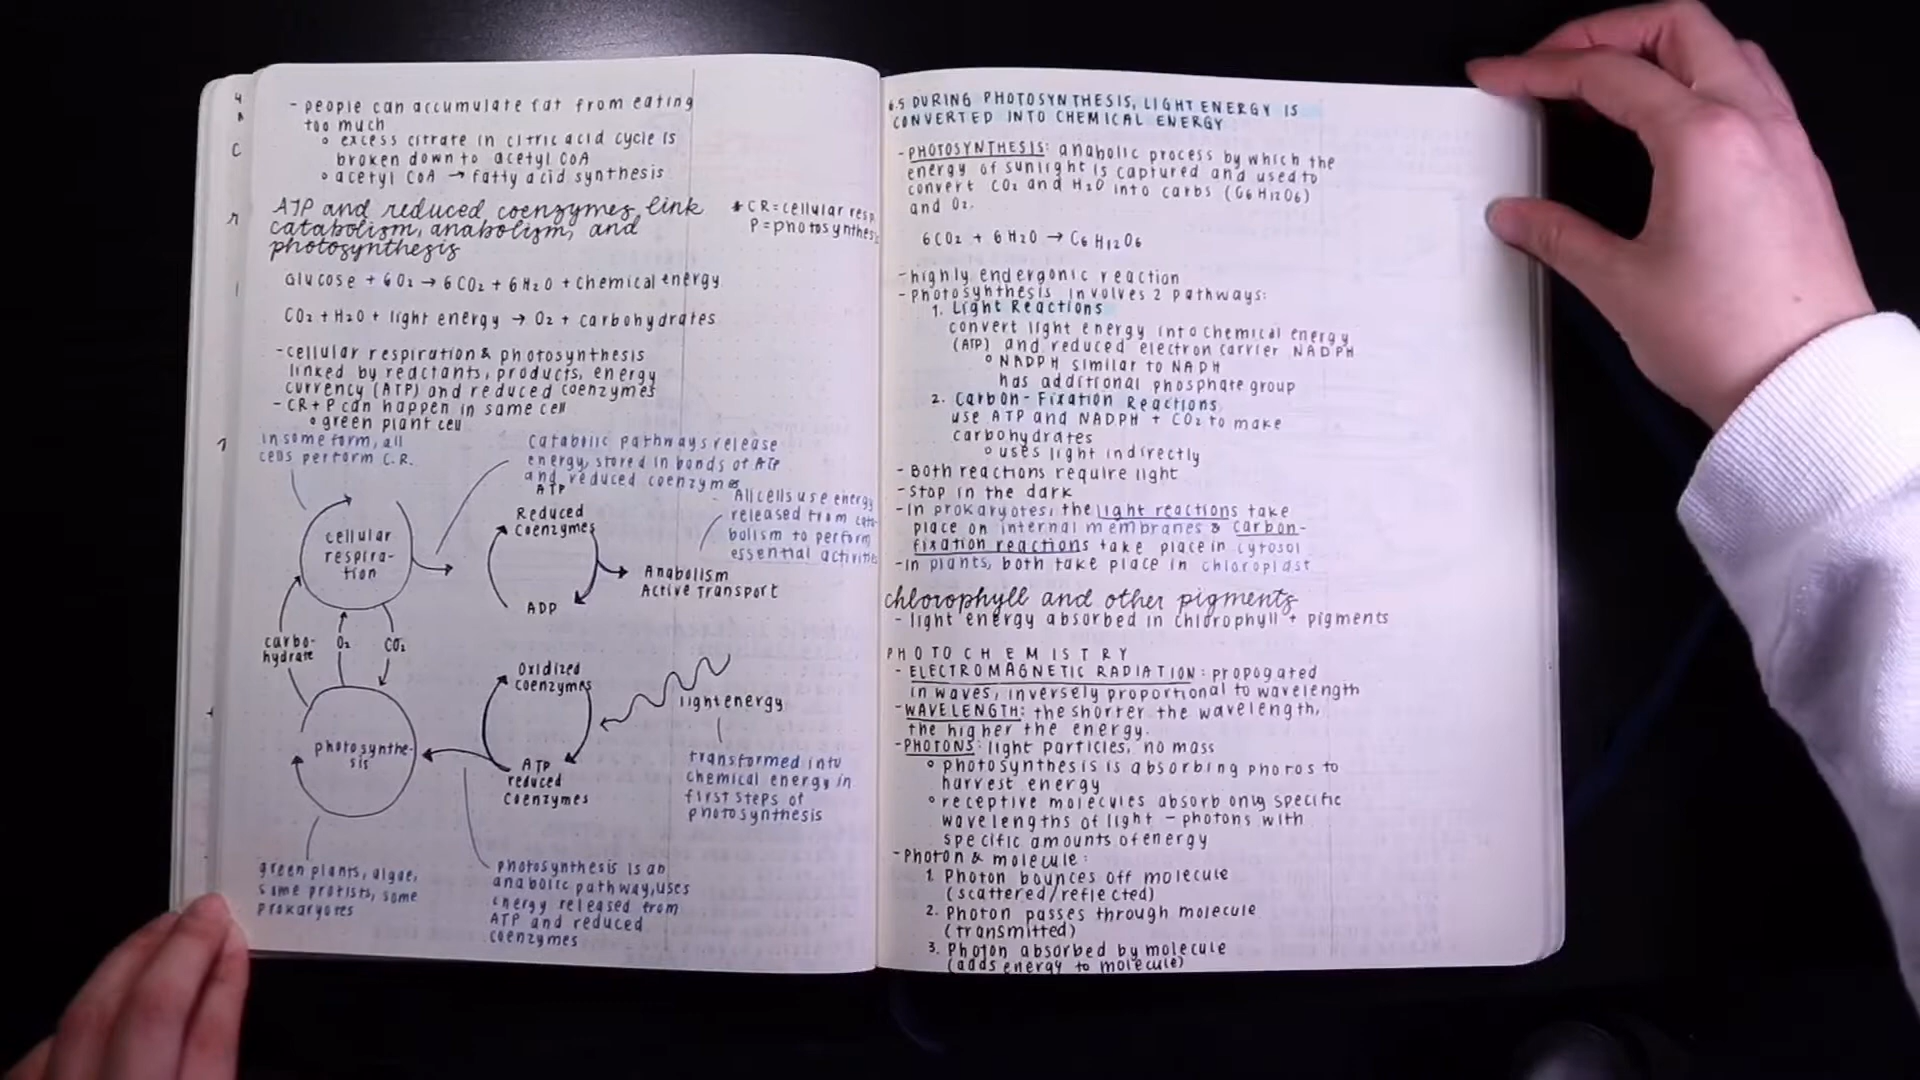 - people can accumulate fat from eating
too much
o excess citrate in citric acid cycle is
broken down to acetyl CoA
o acetyl CoA → fatty acid synthesis
ATP and reduced coenzymes link
catabolism, anabolism, and
photosynthesis
* CR = cellular resp.
P = photosynthesis
Glucose + 6O₂ → 6CO₂ + 6H₂O + chemical energy
CO₂ + H₂O + light energy → O₂ + carbohydrates
- cellular respiration & photosynthesis
linked by reactants, products, energy
currency (ATP) and reduced coenzymes
- CR + P can happen in same cell
o green plant cell
in some form, all
cells perform C.R.
catabolic pathways release
energy, stored in bonds of ATP
and reduced coenzymes
All cells use energy
released from cata-
bolism to perform
essential activities
cellular
respira-
tion
ATP
Reduced
Coenzymes
ADP
Anabolism
Active Transport
carbo-
hydrate
O₂
CO₂
photosynthe-
sis
Oxidized
coenzymes
ATP
reduced
coenzymes
light energy
transformed into
chemical energy in
first steps of
photosynthesis
green plants, algae,
some protists, some
prokaryotes
photosynthesis is an
anabolic pathway, uses
energy released from
ATP and reduced
coenzymes
6.5 DURING PHOTOSYNTHESIS, LIGHT ENERGY IS
CONVERTED INTO CHEMICAL ENERGY
- PHOTOSYNTHESIS: anabolic process by which the
energy of sunlight is captured and used to
convert CO₂ and H₂O into carbs (C₆H₁₂O₆)
and O₂.
6CO₂ + 6H₂O → C₆H₁₂O₆
- highly endergonic reaction
- Photosynthesis involves 2 pathways:
1. Light Reactions
convert light energy into chemical energy
(ATP) and reduced electron carrier NADPH
o NADPH similar to NADH
has additional phosphate group
2. Carbon-Fixation Reactions
use ATP and NADPH + CO₂ to make
carbohydrates
o uses light indirectly
- Both reactions require light
- stop in the dark
- In prokaryotes, the light reactions take
place on internal membranes & carbon-
fixation reactions take place in cytosol
- In plants, both take place in chloroplast
chlorophyll and other pigments
- light energy absorbed in chlorophyll + pigments
PHOTOCHEMISTRY
- ELECTROMAGNETIC RADIATION: propogated
in waves, inversely proportional to wavelength
- WAVELENGTH: the shorter the wavelength,
the higher the energy.
- PHOTONS: light particles, no mass
o photosynthesis is absorbing photos to
harvest energy
o receptive molecules absorb only specific
wavelengths of light - photons with
specific amounts of energy
- Photon & molecule:
1. Photon bounces off molecule
(scattered/reflected)
2. Photon passes through molecule
(transmitted)
3. Photon absorbed by molecule
(adds energy to molecule)